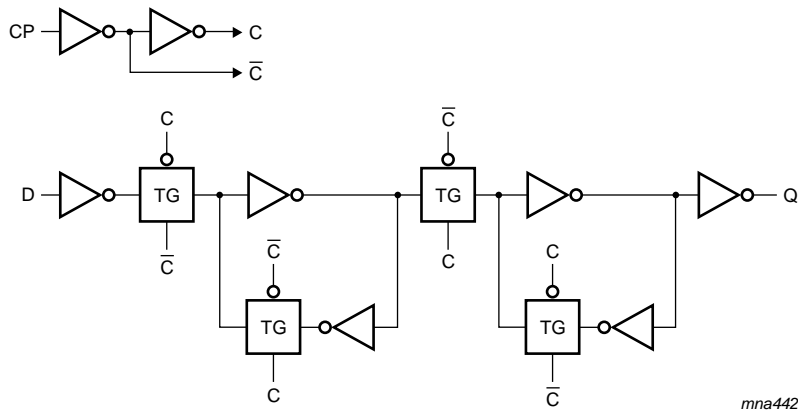 CP C
C̅
C C̅
D TG TG Q
C̅ C̅ C C
TG TG
C C̅
mna442